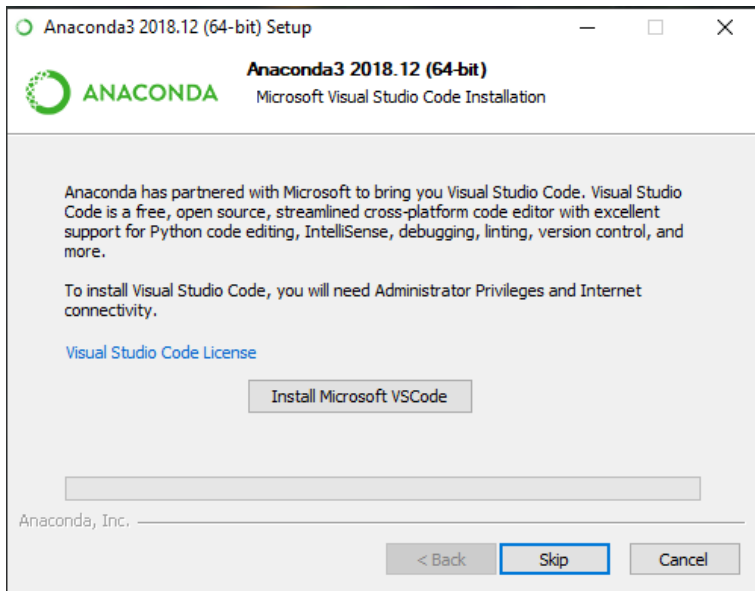 Anaconda3 2018.12 (64-bit) Setup
ANACONDA
Anaconda3 2018.12 (64-bit)
Microsoft Visual Studio Code Installation
Anaconda has partnered with Microsoft to bring you Visual Studio Code. Visual Studio
Code is a free, open source, streamlined cross-platform code editor with excellent
support for Python code editing, IntelliSense, debugging, linting, version control, and
more.
To install Visual Studio Code, you will need Administrator Privileges and Internet
connectivity.
Visual Studio Code License
Install Microsoft VSCode
Anaconda, Inc.
< Back
Skip
Cancel